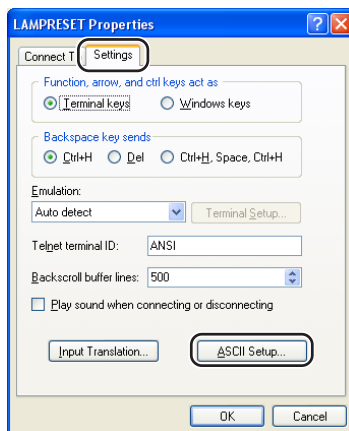 LAMPRESET Properties
Connect T
Settings
Function, arrow, and ctrl keys act as
Terminal keys
Windows keys
Backspace key sends
Ctrl+H
Del
Ctrl+H, Space, Ctrl+H
Emulation:
Auto detect
Terminal Setup...
Telnet terminal ID:
ANSI
Backscroll buffer lines:
500
Play sound when connecting or disconnecting
Input Translation...
ASCII Setup...
OK
Cancel